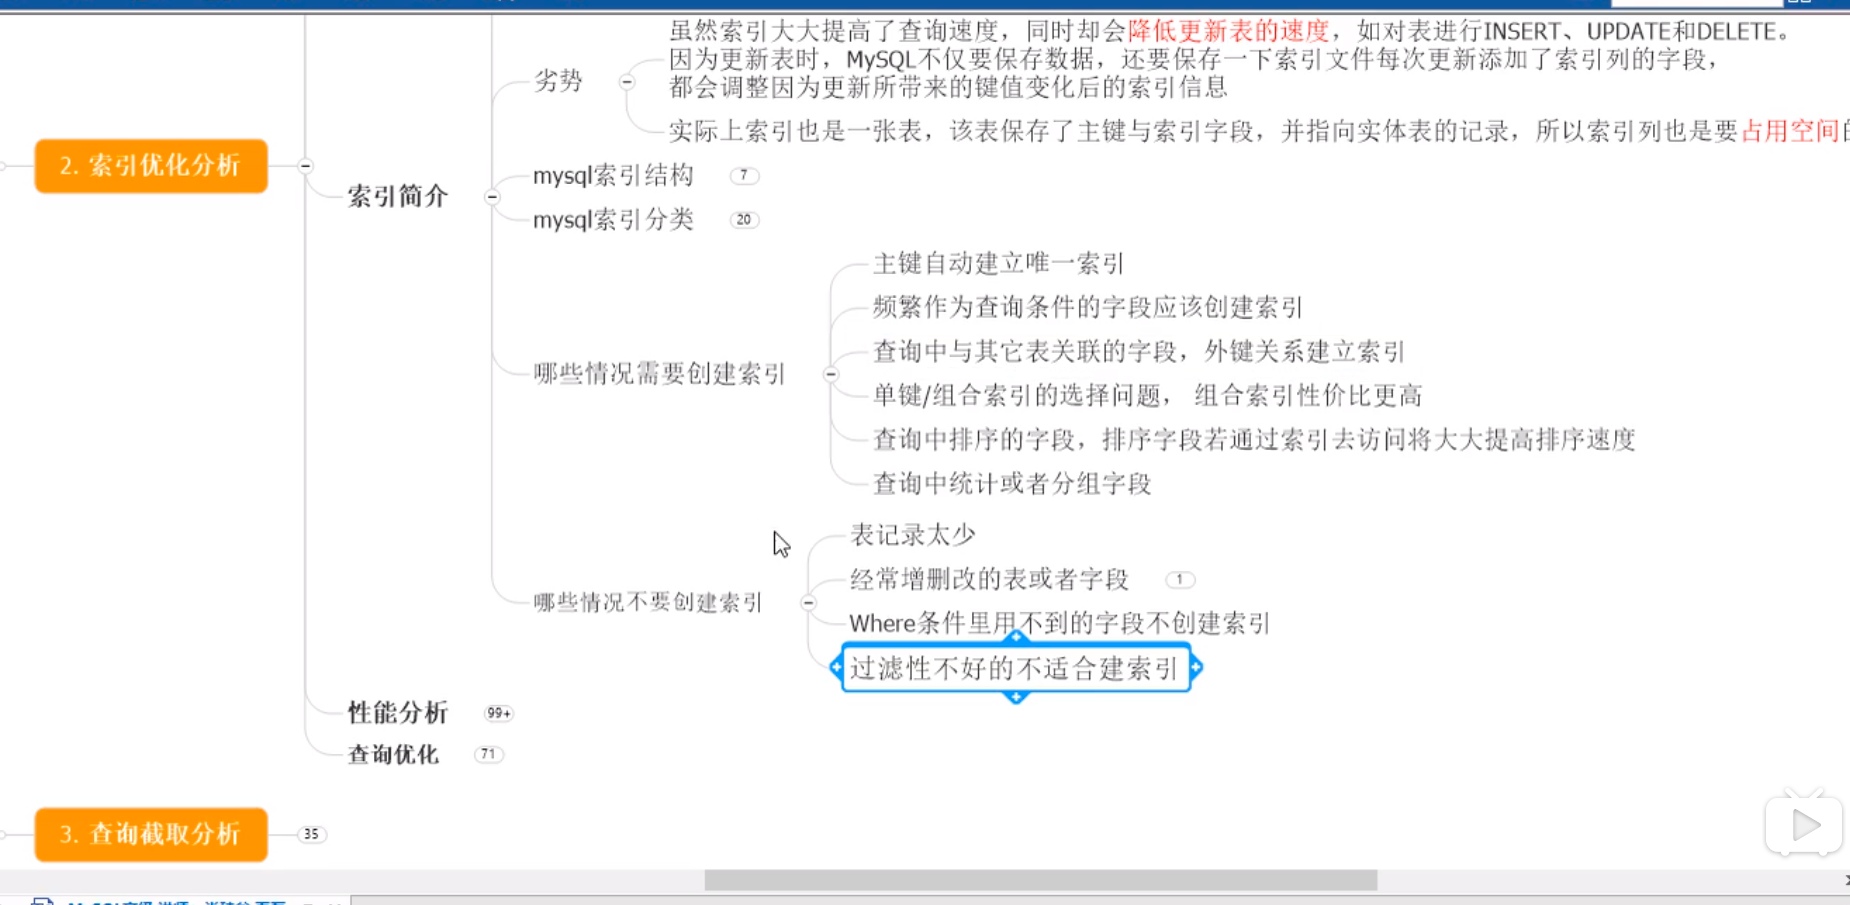 虽然索引大大提高了查询速度，同时却会降低更新表的速度，如对表进行INSERT、UPDATE和DELETE。
因为更新表时，MySQL不仅要保存数据，还要保存一下索引文件每次更新添加了索引列的字段，
都会调整因为更新所带来的键值变化后的索引信息
劣势
实际上索引也是一张表，该表保存了主键与索引字段，并指向实体表的记录，所以索引列也是要占用空间
2. 索引优化分析
索引简介
mysql索引结构 7
mysql索引分类 20
主键自动建立唯一索引
频繁作为查询条件的字段应该创建索引
查询中与其它表关联的字段，外键关系建立索引
哪些情况需要创建索引
单键/组合索引的选择问题， 组合索引性价比更高
查询中排序的字段，排序字段若通过索引去访问将大大提高排序速度
查询中统计或者分组字段
表记录太少
经常增删改的表或者字段 1
哪些情况不要创建索引
Where条件里用不到的字段不创建索引
过滤性不好的不适合建索引
性能分析 99+
查询优化 71
3. 查询截取分析 35